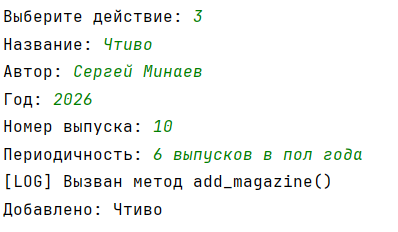 Выберите действие: 3
Название: Чтиво
Автор: Сергей Минаев
Год: 2026
Номер выпуска: 10
Периодичность: 6 выпусков в пол года
[LOG] Вызван метод add_magazine()
Добавлено: Чтиво